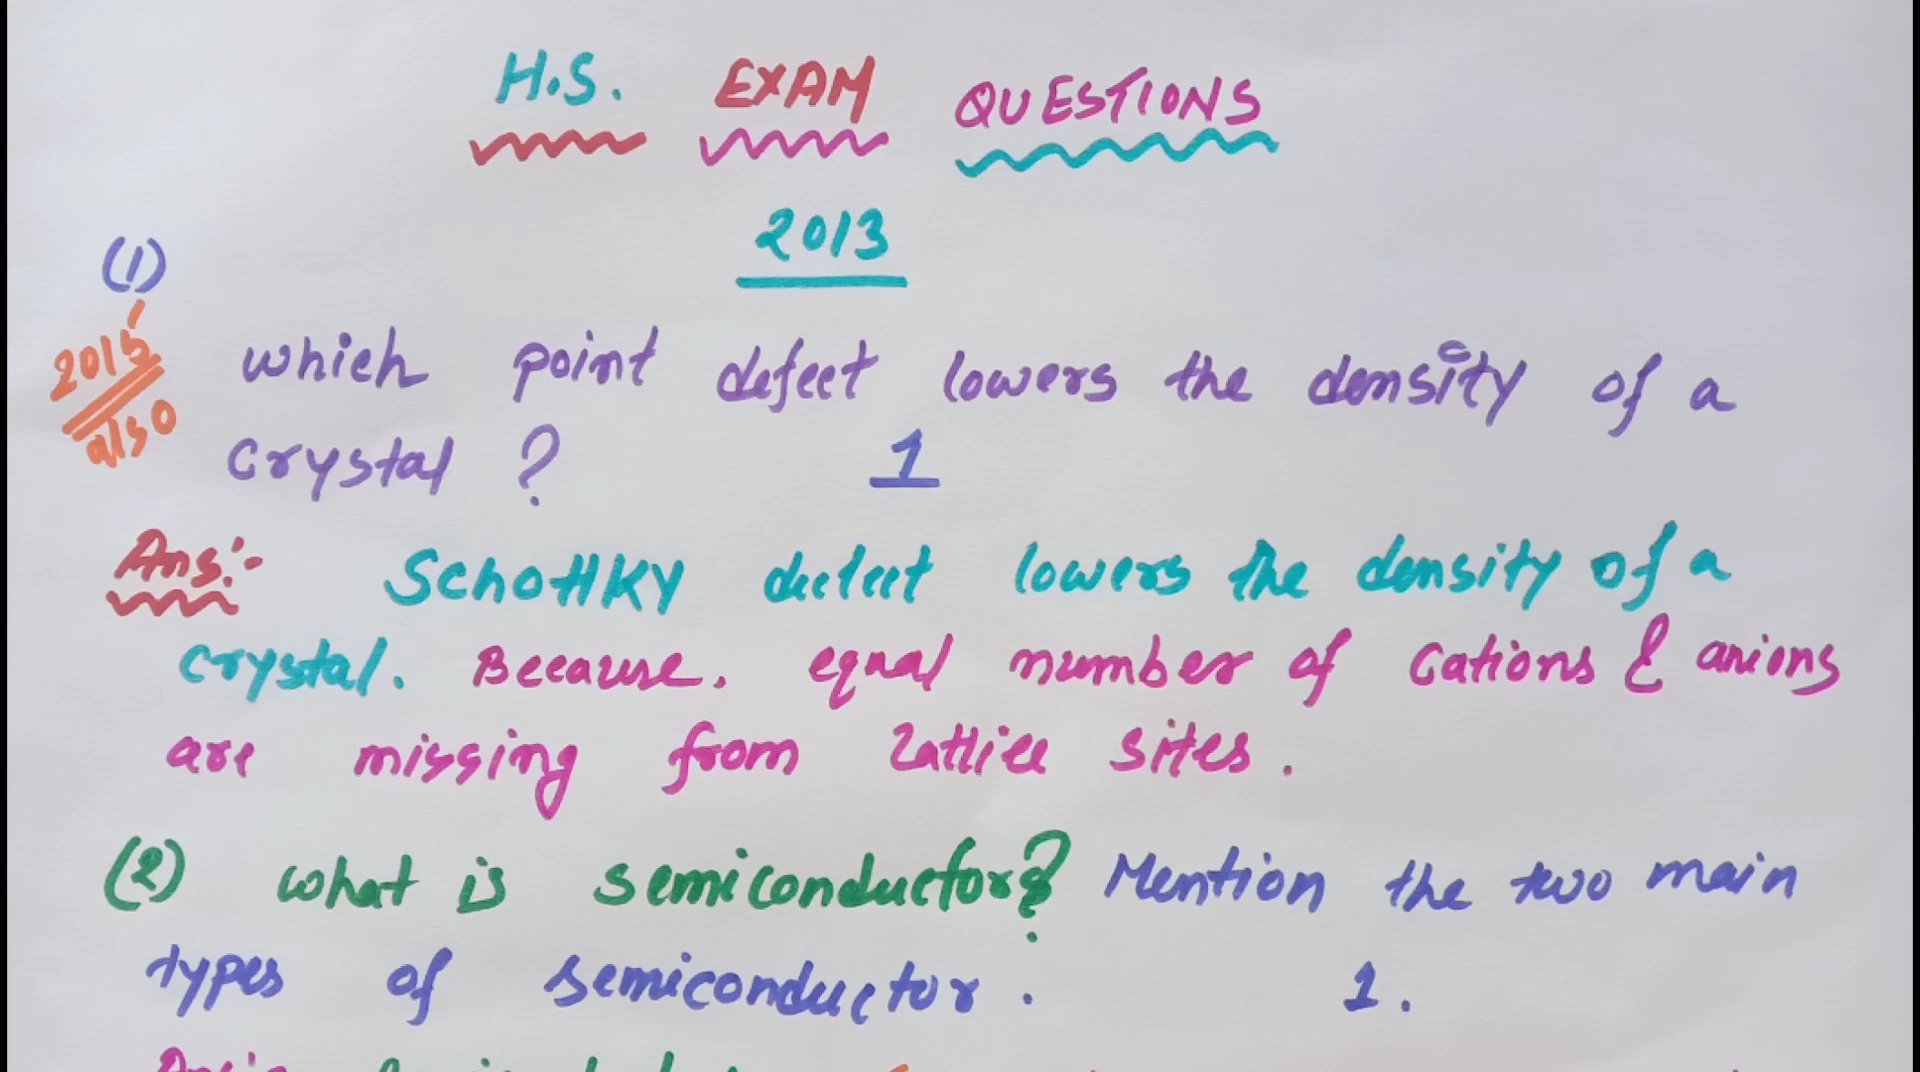 H.S. EXAM QUESTIONS
2013
(1)
2015 also
which point defect lowers the density of a
crystal ? 1
Ans:- Schottky defect lowers the density of a
crystal. Because, equal number of cations & anions
are missing from lattice sites.
(2) what is semiconductor? Mention the two main
types of semiconductor. 1.
Ans:-